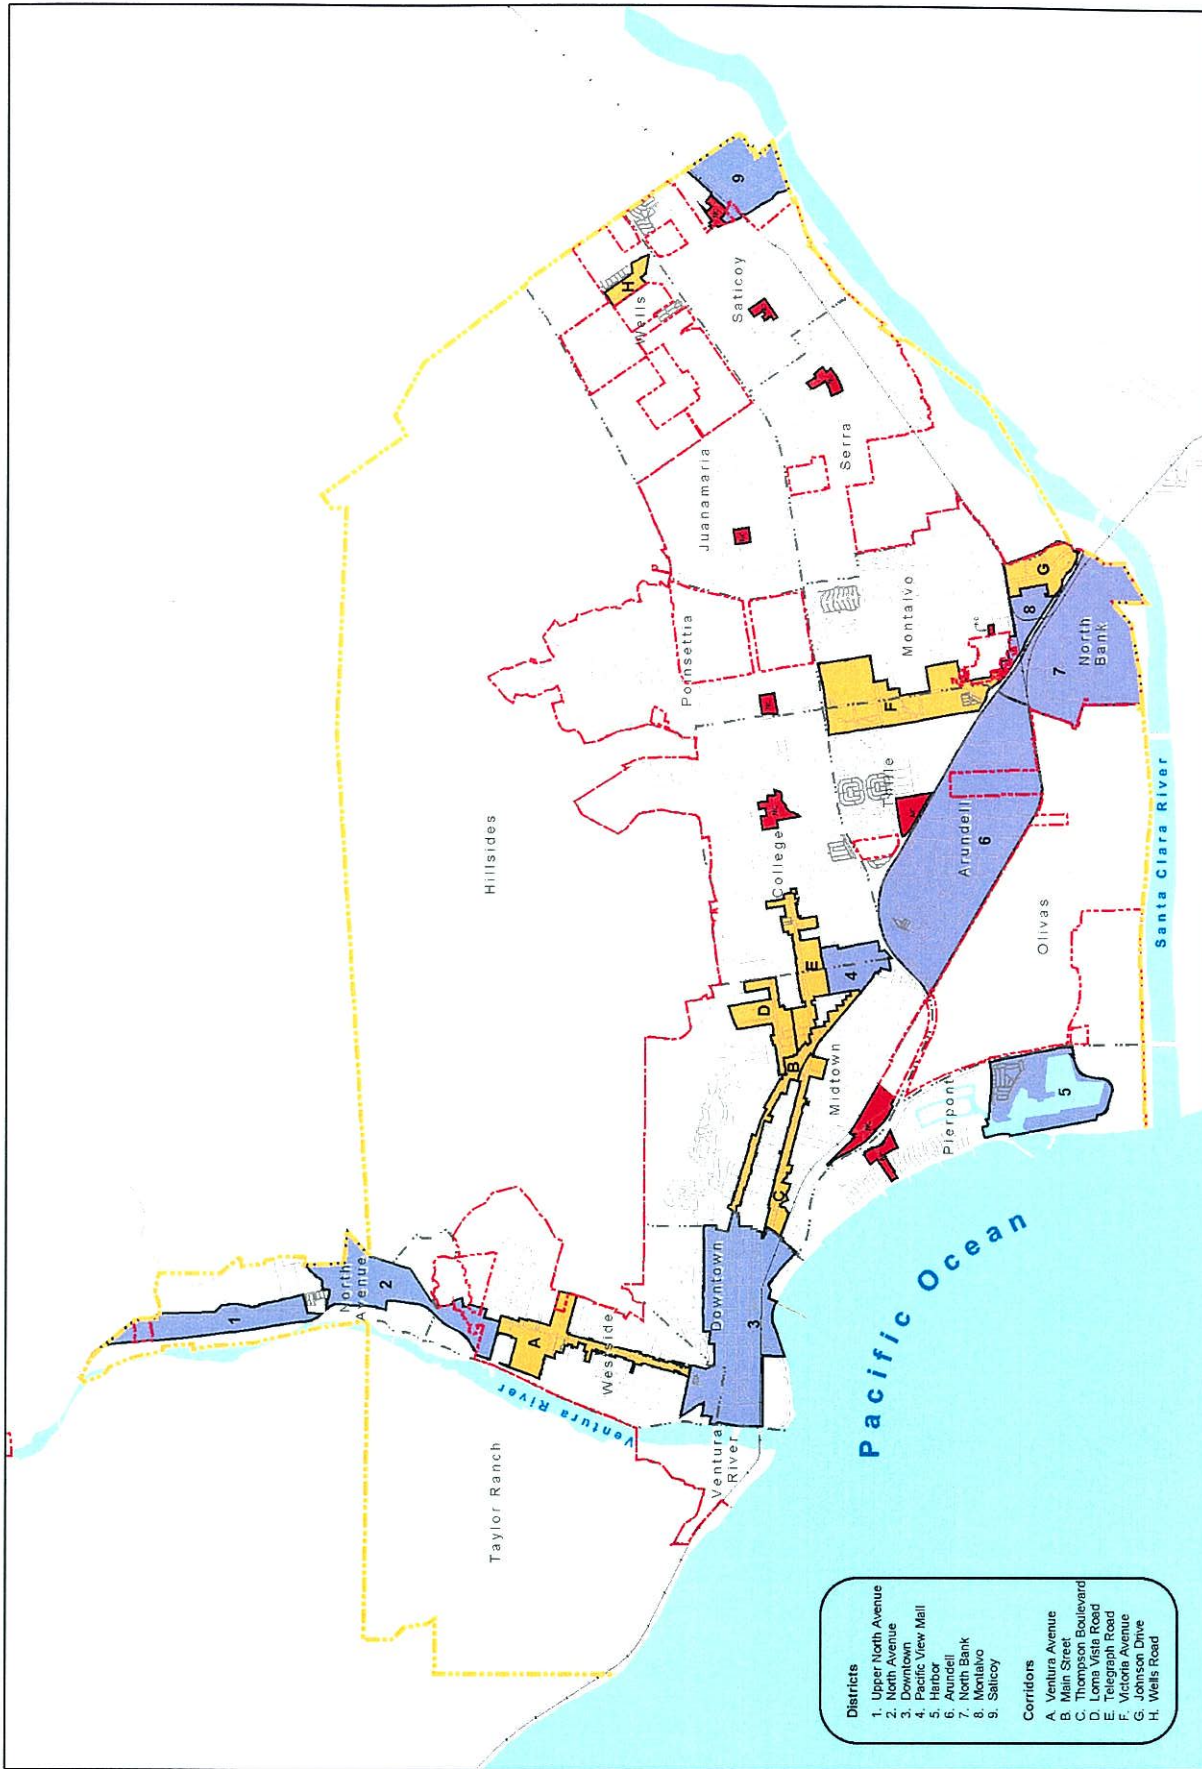 Hillsides
Taylor Ranch
North
Avenue
1
2
Ventura River
A
Westside
Ventura
River
Downtown
3
Pacific Ocean
C
B
D
E
4
Midtown
Pierpont
5
College
Thille
Arundell
6
Olivas
Santa Clara River
Poinsettia
F
Montalvo
8
G
7
North
Bank
Juanamaria
Serra
Saticoy
Wells
H
9
Districts
1. Upper North Avenue
2. North Avenue
3. Downtown
4. Pacific View Mall
5. Harbor
6. Arundell
7. North Bank
8. Montalvo
9. Saticoy
Corridors
A. Ventura Avenue
B. Main Street
C. Thompson Boulevard
D. Loma Vista Road
E. Telegraph Road
F. Victoria Avenue
G. Johnson Drive
H. Wells Road